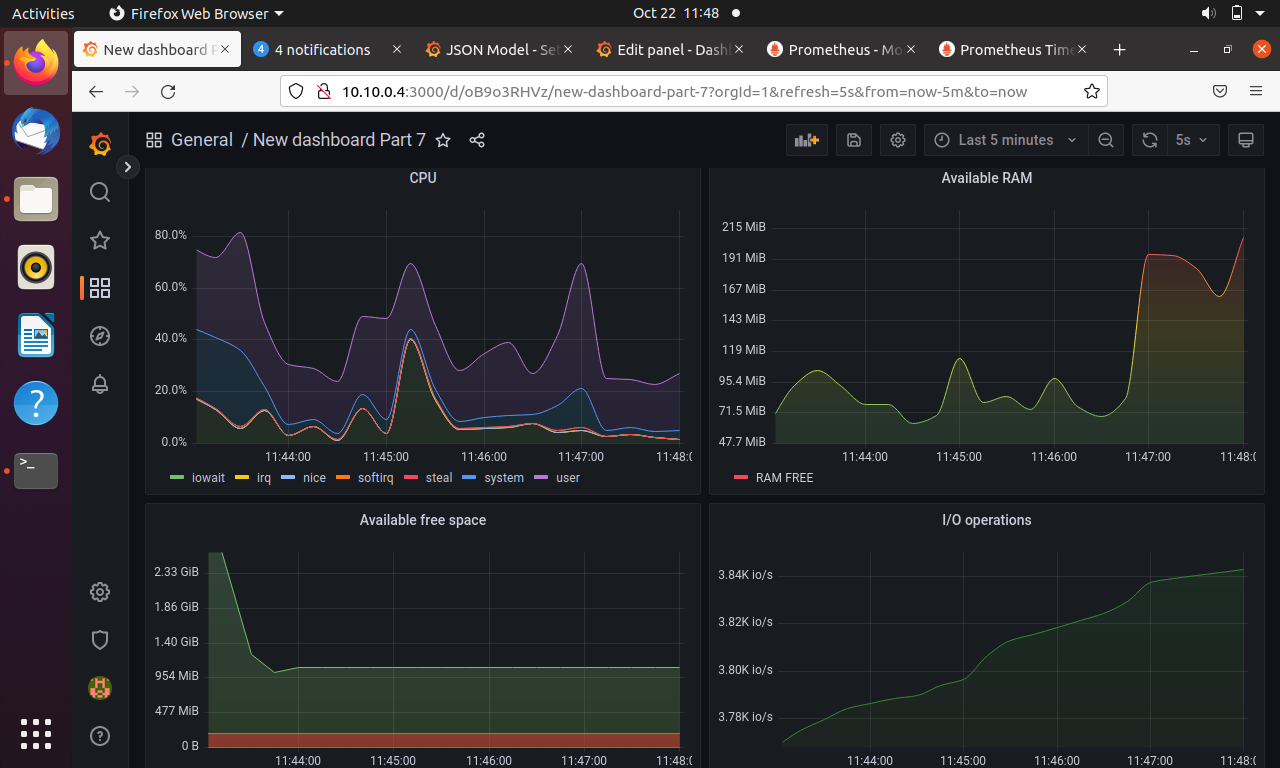 Activities
Firefox Web Browser
Oct 22 11:48
New dashboard P
4
4 notifications
JSON Model - Set
Edit panel - Dash
Prometheus - Mo
Prometheus Time
10.10.0.4:3000/d/oB9o3RHVz/new-dashboard-part-7?orgId=1&refresh=5s&from=now-5m&to=now
General / New dashboard Part 7
Last 5 minutes
5s
CPU
80.0%
60.0%
40.0%
20.0%
0.0%
11:44:00 11:45:00 11:46:00 11:47:00 11:48:0
iowait irq nice softirq steal system user
Available RAM
215 MiB
191 MiB
167 MiB
143 MiB
119 MiB
95.4 MiB
71.5 MiB
47.7 MiB
11:44:00 11:45:00 11:46:00 11:47:00 11:48:0
RAM FREE
Available free space
2.33 GiB
1.86 GiB
1.40 GiB
954 MiB
477 MiB
0 B
11:44:00 11:45:00 11:46:00 11:47:00 11:48:0
I/O operations
3.84K io/s
3.82K io/s
3.80K io/s
3.78K io/s
11:44:00 11:45:00 11:46:00 11:47:00 11:48:0